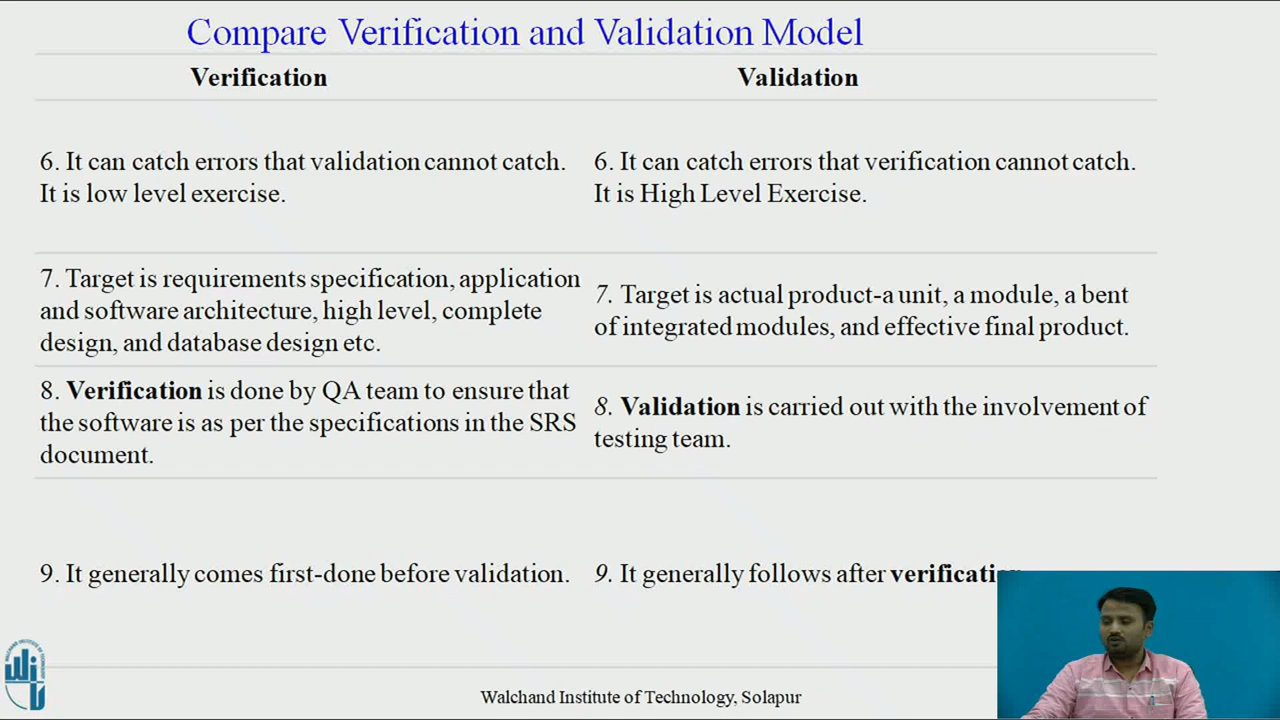 Compare Verification and Validation Model
Verification
Validation
6. It can catch errors that validation cannot catch.
It is low level exercise.
6. It can catch errors that verification cannot catch.
It is High Level Exercise.
7. Target is requirements specification, application
and software architecture, high level, complete
design, and database design etc.
7. Target is actual product-a unit, a module, a bent
of integrated modules, and effective final product.
8. Verification is done by QA team to ensure that
the software is as per the specifications in the SRS
document.
8. Validation is carried out with the involvement of
testing team.
9. It generally comes first-done before validation.
9. It generally follows after
Walchand Institute of Technology, Solapur